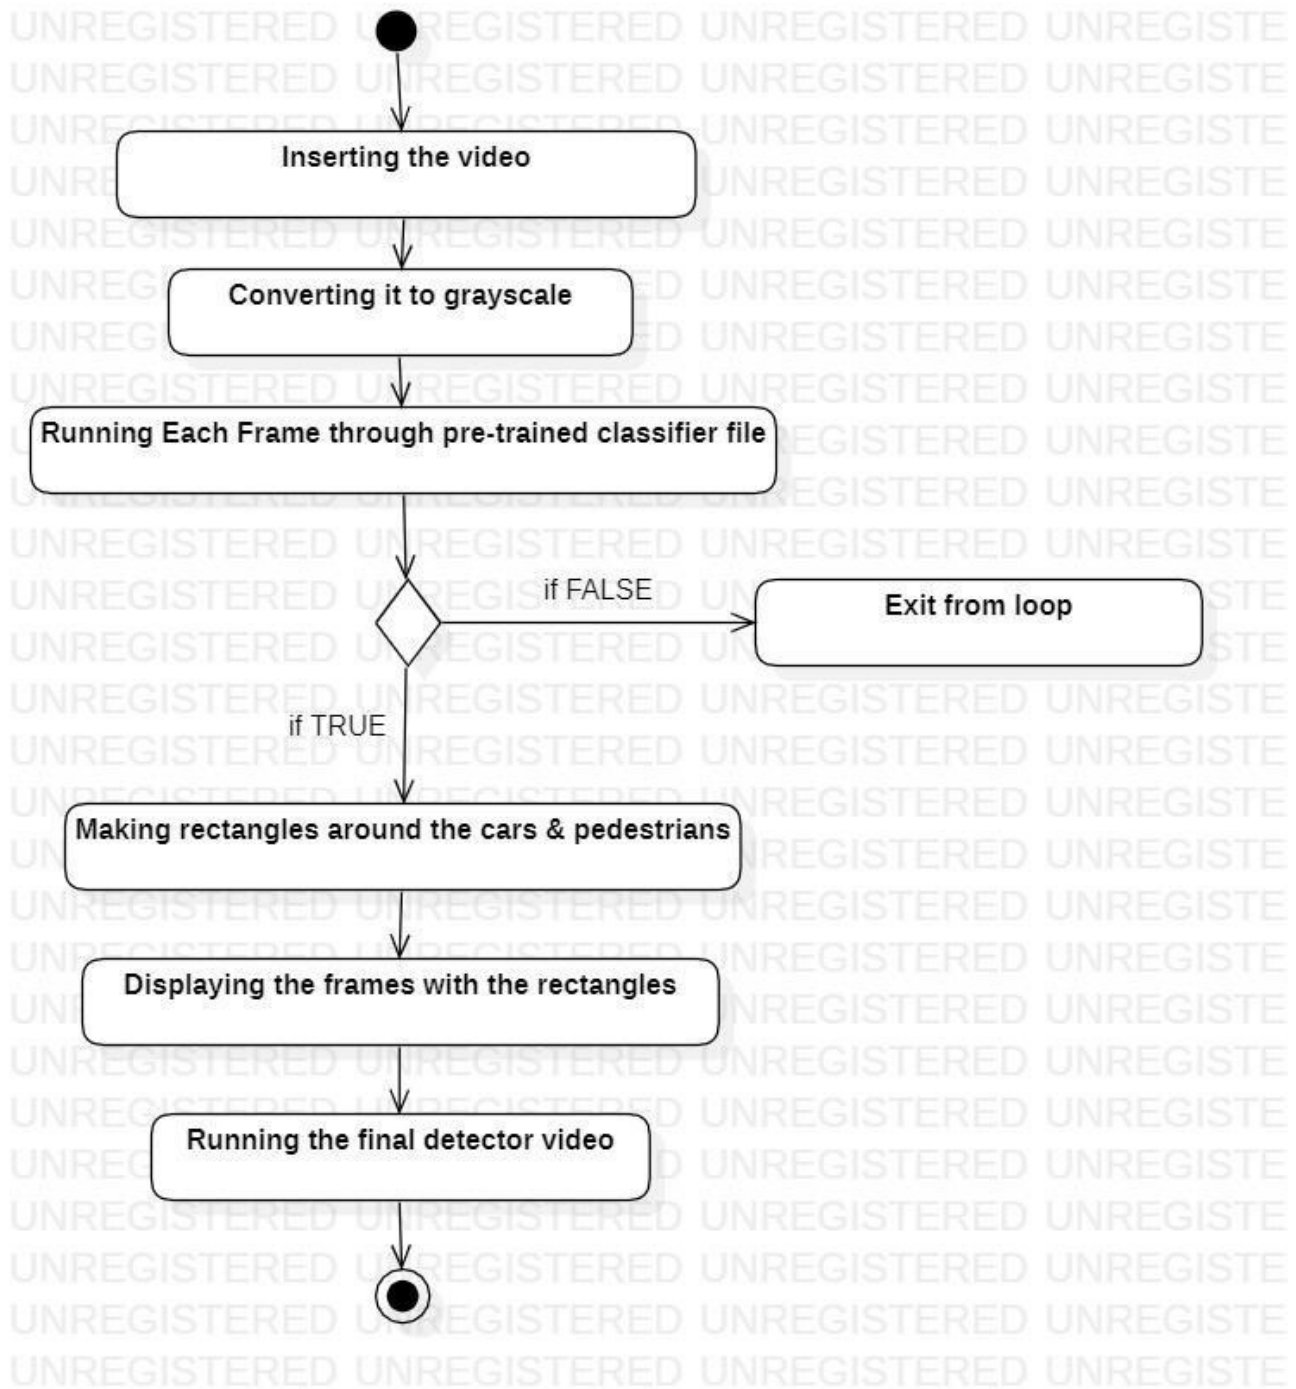 Inserting the video
Converting it to grayscale
Running Each Frame through pre-trained classifier file
if FALSE
Exit from loop
if TRUE
Making rectangles around the cars & pedestrians
Displaying the frames with the rectangles
Running the final detector video